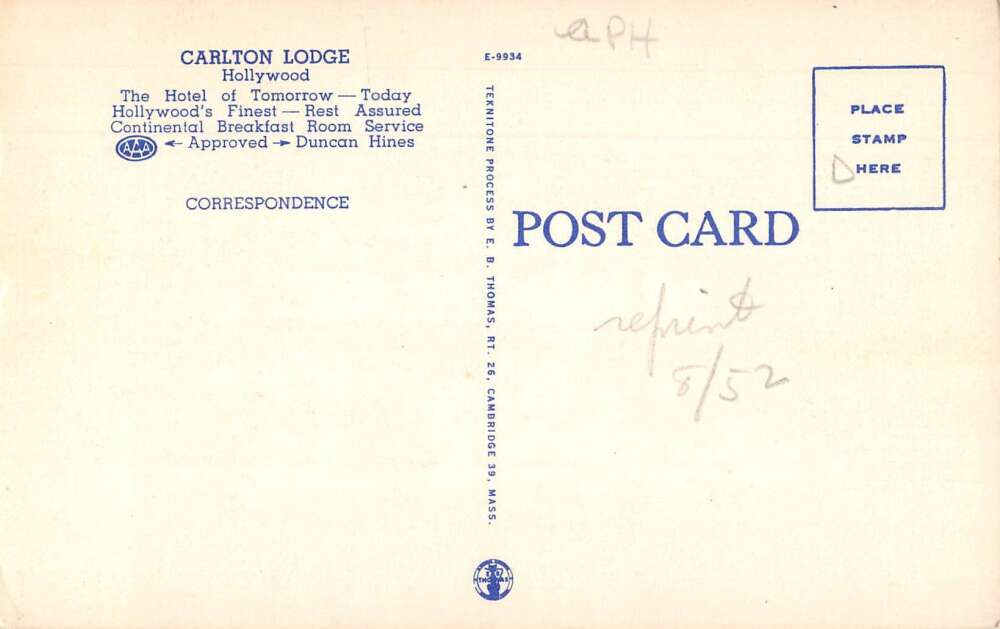 CARLTON LODGE
Hollywood
The Hotel of Tomorrow — Today
Hollywood's Finest — Rest Assured
Continental Breakfast Room Service
AAA ← Approved → Duncan Hines
CORRESPONDENCE
E-9934
TEKNITONE PROCESS BY E. B. THOMAS, RT. 26, CAMBRIDGE 39, MASS.
THOMAS
PH
PLACE
STAMP
HERE
D
POST CARD
reprint
8/52